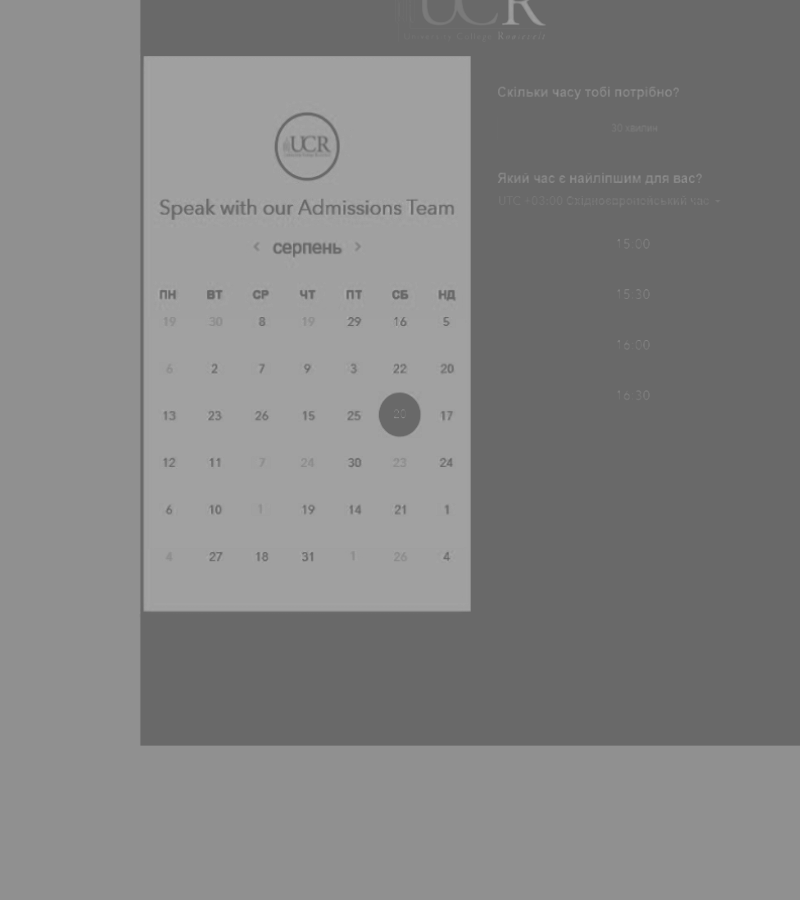 UCR
University College Roosevelt
UCR
Speak with our Admissions Team
‹ серпень ›
ПН ВТ СР ЧТ ПТ СБ НД
19 30 8 19 29 16 5
6 2 7 9 3 22 20
13 23 26 15 25 17
12 11 7 24 30 23 24
6 10 1 19 14 21 1
4 27 18 31 1 26 4
Скільки часу тобі потрібно?
30 хвилин
Який час є найліпшим для вас?
UTC +03:00 Східноєвропейський час
15:00
15:30
16:00
16:30